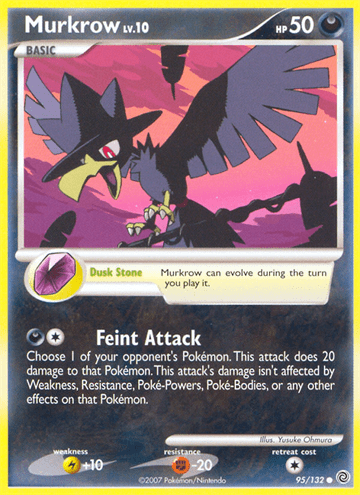 Murkrow LV.10 HP 50
BASIC
Dusk Stone
Murkrow can evolve during the turn
you play it.
Feint Attack
Choose 1 of your opponent's Pokémon. This attack does 20
damage to that Pokémon. This attack's damage isn't affected by
Weakness, Resistance, Poké-Powers, Poké-Bodies, or any other
effects on that Pokémon.
Illus. Yusuke Ohmura
weakness resistance retreat cost
+10 -20
©2007 Pokémon/Nintendo 95/132